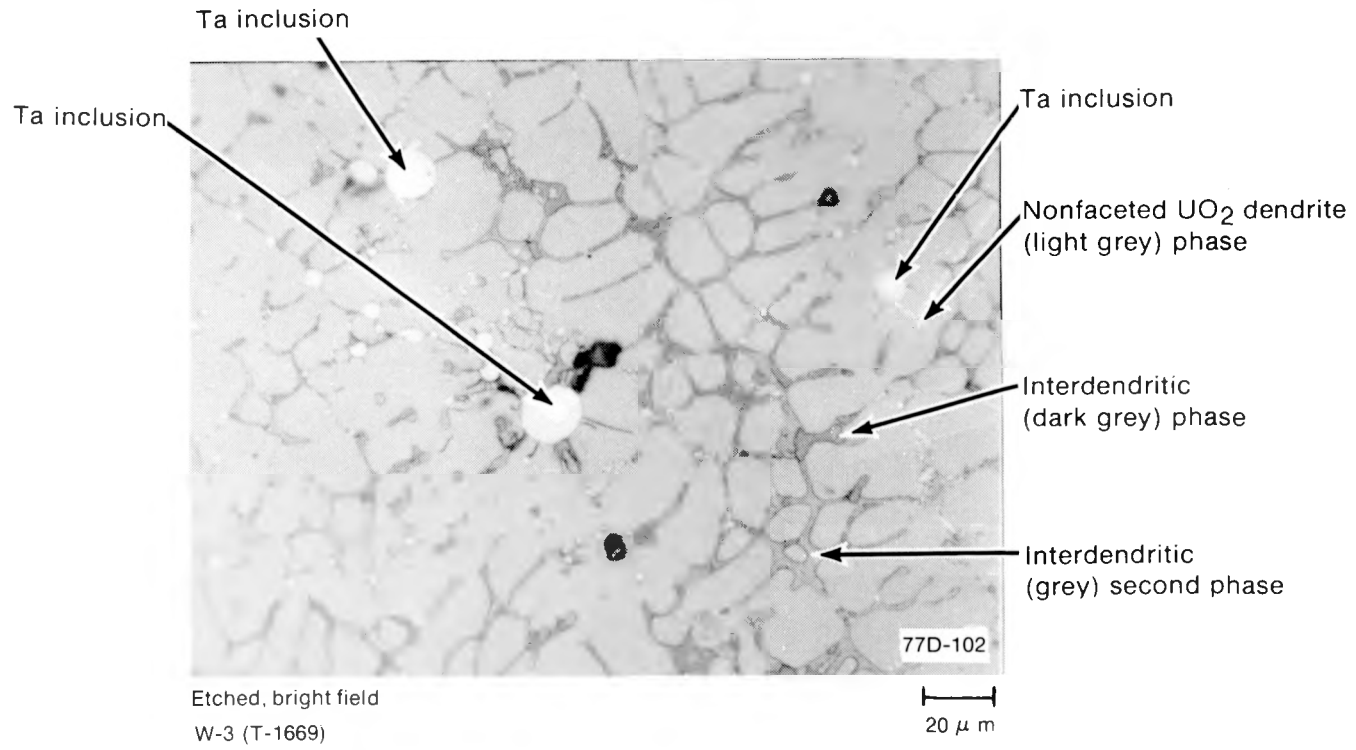 Ta inclusion
Ta inclusion
Ta inclusion
Nonfaceted UO₂ dendrite
(light grey) phase
Interdendritic
(dark grey) phase
Interdendritic
(grey) second phase
77D-102
Etched, bright field
W-3 (T-1669)
20 μ m